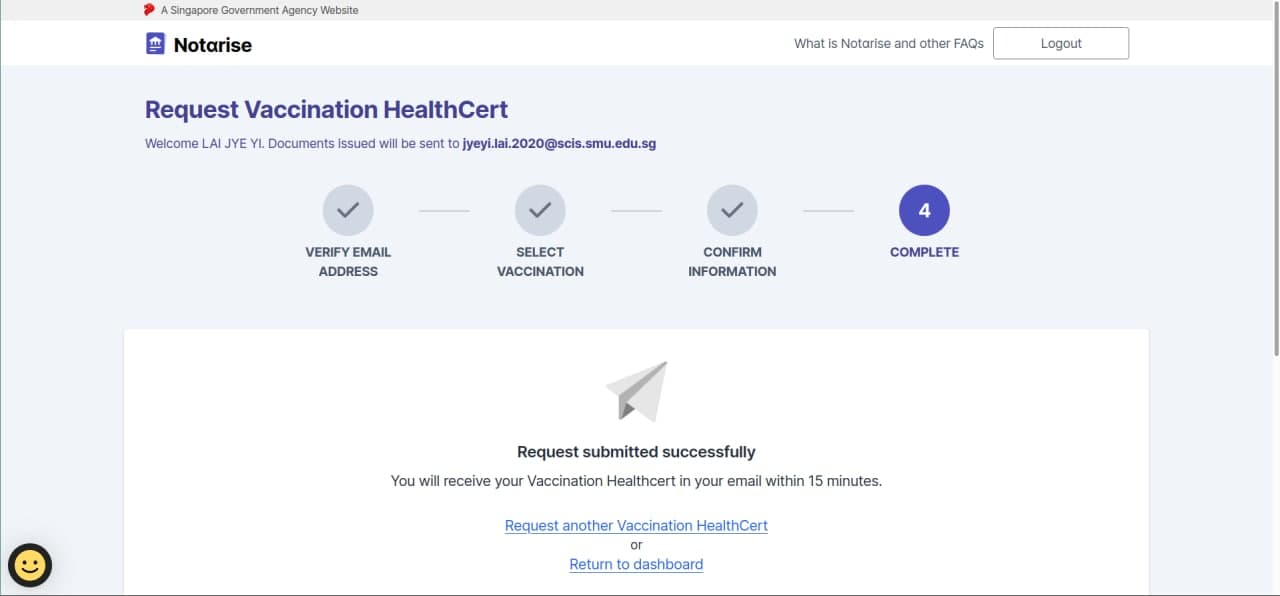 A Singapore Government Agency Website
Notarise
What is Notarise and other FAQs
Logout
Request Vaccination HealthCert
Welcome LAI JYE YI. Documents issued will be sent to jyeyi.lai.2020@scis.smu.edu.sg
4
VERIFY EMAIL
ADDRESS
SELECT
VACCINATION
CONFIRM
INFORMATION
COMPLETE
Request submitted successfully
You will receive your Vaccination Healthcert in your email within 15 minutes.
Request another Vaccination HealthCert
or
Return to dashboard